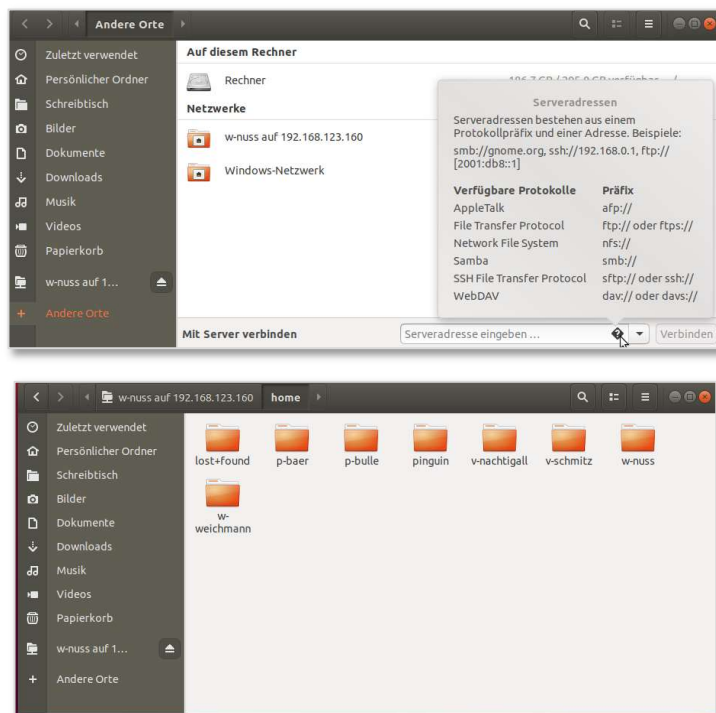 Andere Orte
Zuletzt verwendet
Persönlicher Ordner
Schreibtisch
Bilder
Dokumente
Downloads
Musik
Videos
Papierkorb
w-nuss auf 1...
+ Andere Orte
Auf diesem Rechner
Rechner
Netzwerke
w-nuss auf 192.168.123.160
Windows-Netzwerk
Serveradressen
Serveradressen bestehen aus einem
Protokollpräfix und einer Adresse. Beispiele:
smb://gnome.org, ssh://192.168.0.1, ftp://
[2001:db8::1]
Verfügbare Protokolle Präfix
AppleTalk afp://
File Transfer Protocol ftp:// oder ftps://
Network File System nfs://
Samba smb://
SSH File Transfer Protocol sftp:// oder ssh://
WebDAV dav:// oder davs://
Mit Server verbinden Serveradresse eingeben ... Verbinden
w-nuss auf 192.168.123.160 home
Zuletzt verwendet
Persönlicher Ordner
Schreibtisch
Bilder
Dokumente
Downloads
Musik
Videos
Papierkorb
w-nuss auf 1...
+ Andere Orte
lost+found p-baer p-bulle pinguin v-nachtigall v-schmitz w-nuss
w-
weichmann